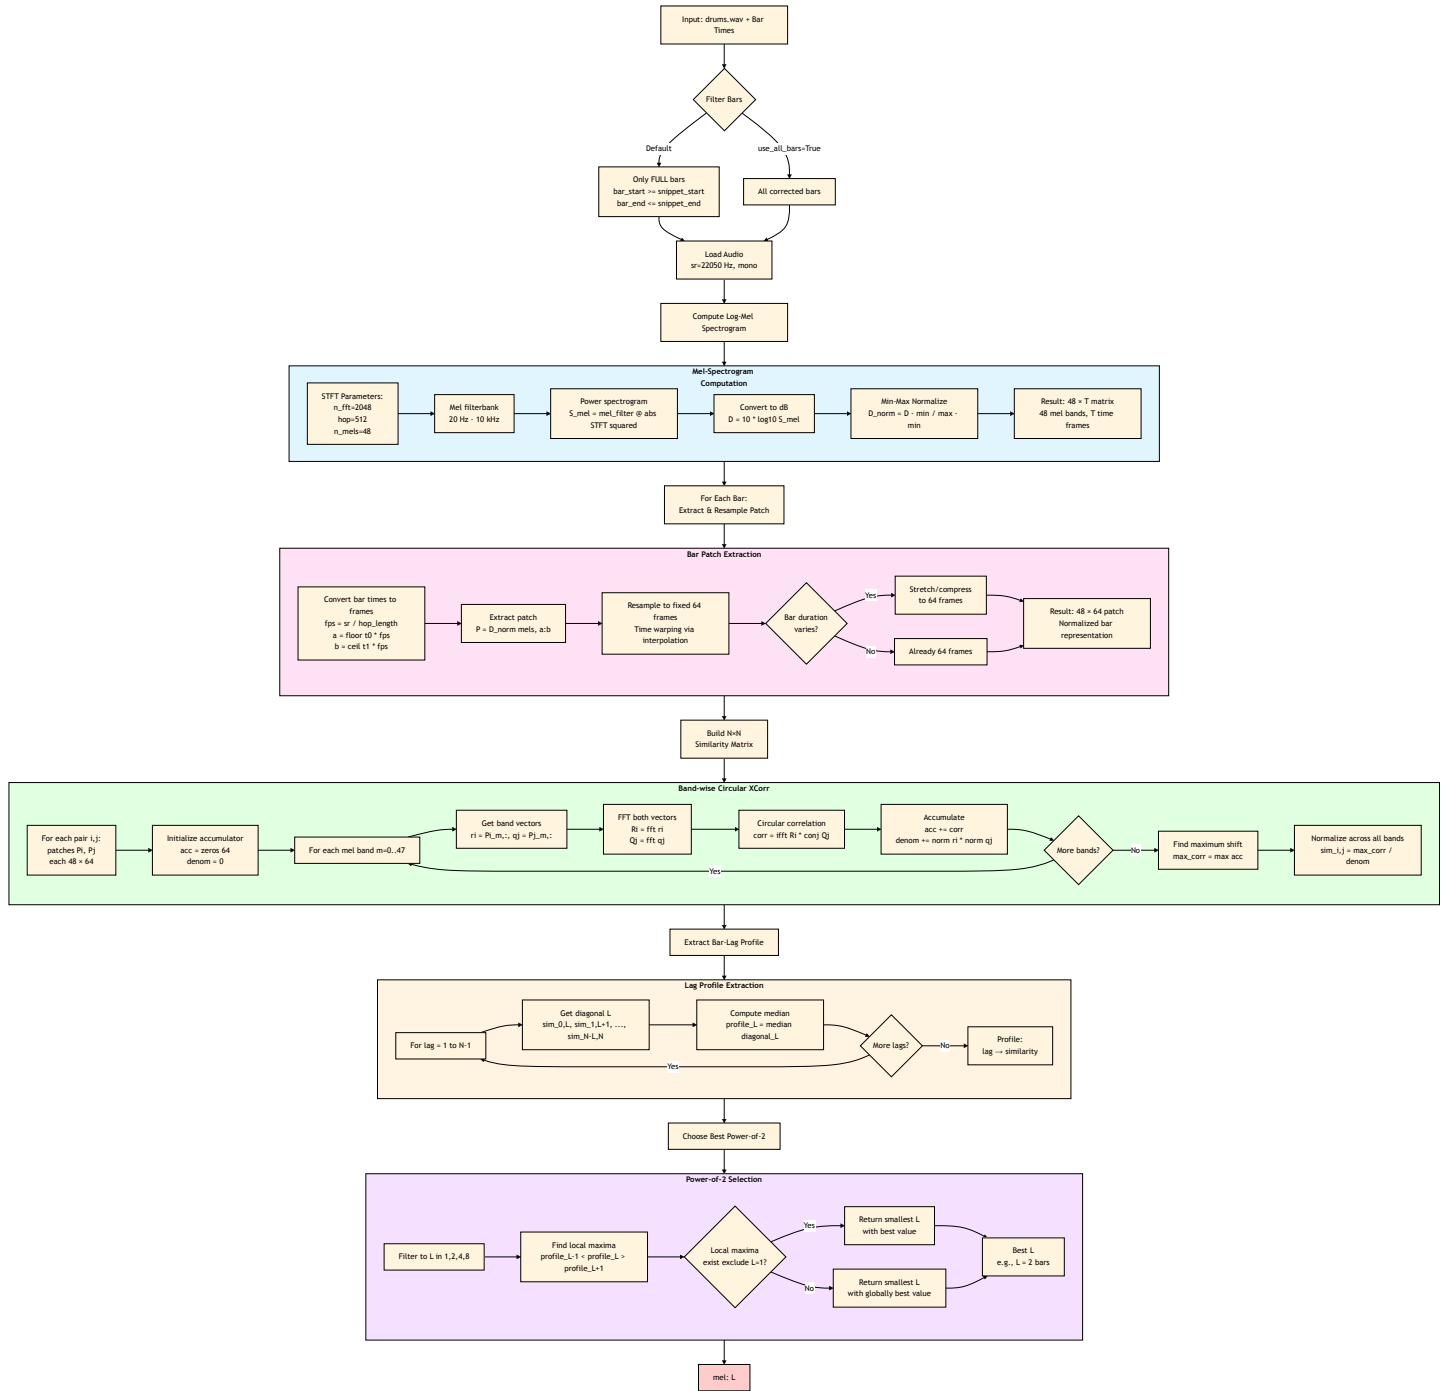 Input: drums.wav + Bar
Times
Filter Bars
Default
use_all_bars=True
Only FULL bars
bar_start >= snippet_start
bar_end <= snippet_end
All corrected bars
Load Audio
sr=22050 Hz, mono
Compute Log-Mel
Spectrogram
Mel-Spectrogram
Computation
STFT Parameters:
n_fft=2048
hop=512
n_mels=48
Mel filterbank
20 Hz - 10 kHz
Power spectrogram
S_mel = mel_filter @ abs
STFT squared
Convert to dB
D = 10 * log10 S_mel
Min-Max Normalize
D_norm = D - min / max -
min
Result: 48 × T matrix
48 mel bands, T time
frames
For Each Bar:
Extract & Resample Patch
Bar Patch Extraction
Convert bar times to
frames
fps = sr / hop_length
a = floor t0 * fps
b = ceil t1 * fps
Extract patch
P = D_norm mels, a:b
Resample to fixed 64
frames
Time warping via
interpolation
Bar duration
varies?
Yes
No
Stretch/compress
to 64 frames
Already 64 frames
Result: 48 × 64 patch
Normalized bar
representation
Build N×N
Similarity Matrix
Band-wise Circular XCorr
For each pair i,j:
patches Pi, Pj
each 48 × 64
Initialize accumulator
acc = zeros 64
denom = 0
For each mel band m=0..47
Get band vectors
ri = Pi_m,:, qj = Pj_m,:
FFT both vectors
Ri = fft ri
Qj = fft qj
Circular correlation
corr = ifft Ri * conj Qj
Accumulate
acc += corr
denom += norm ri * norm qj
More bands?
Yes
No
Find maximum shift
max_corr = max acc
Normalize across all bands
sim_i,j = max_corr /
denom
Extract Bar-Lag Profile
Lag Profile Extraction
For lag = 1 to N-1
Get diagonal L
sim_0,L, sim_1,L+1, ...,
sim_N-L,N
Compute median
profile_L = median
diagonal_L
More lags?
Yes
No
Profile:
lag → similarity
Choose Best Power-of-2
Power-of-2 Selection
Filter to L in 1,2,4,8
Find local maxima
profile_L-1 < profile_L >
profile_L+1
Local maxima
exist exclude L=1?
Yes
No
Return smallest L
with best value
Return smallest L
with globally best value
Best L
e.g., L = 2 bars
mel: L